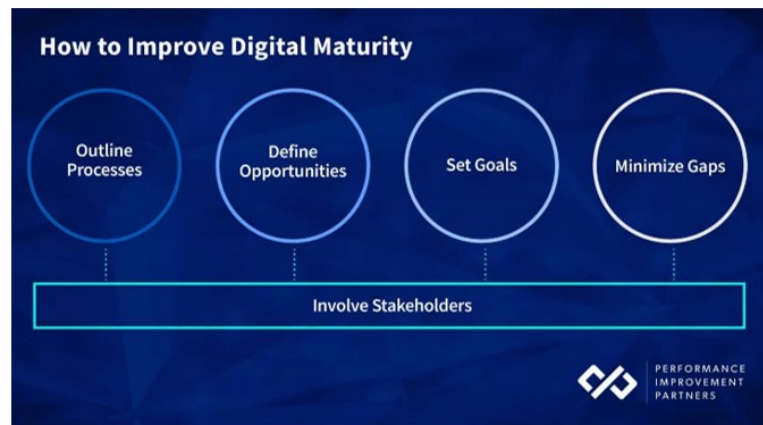 How to Improve Digital Maturity
Outline
Processes
Define
Opportunities
Set Goals
Minimize Gaps
Involve Stakeholders
PERFORMANCE
IMPROVEMENT
PARTNERS